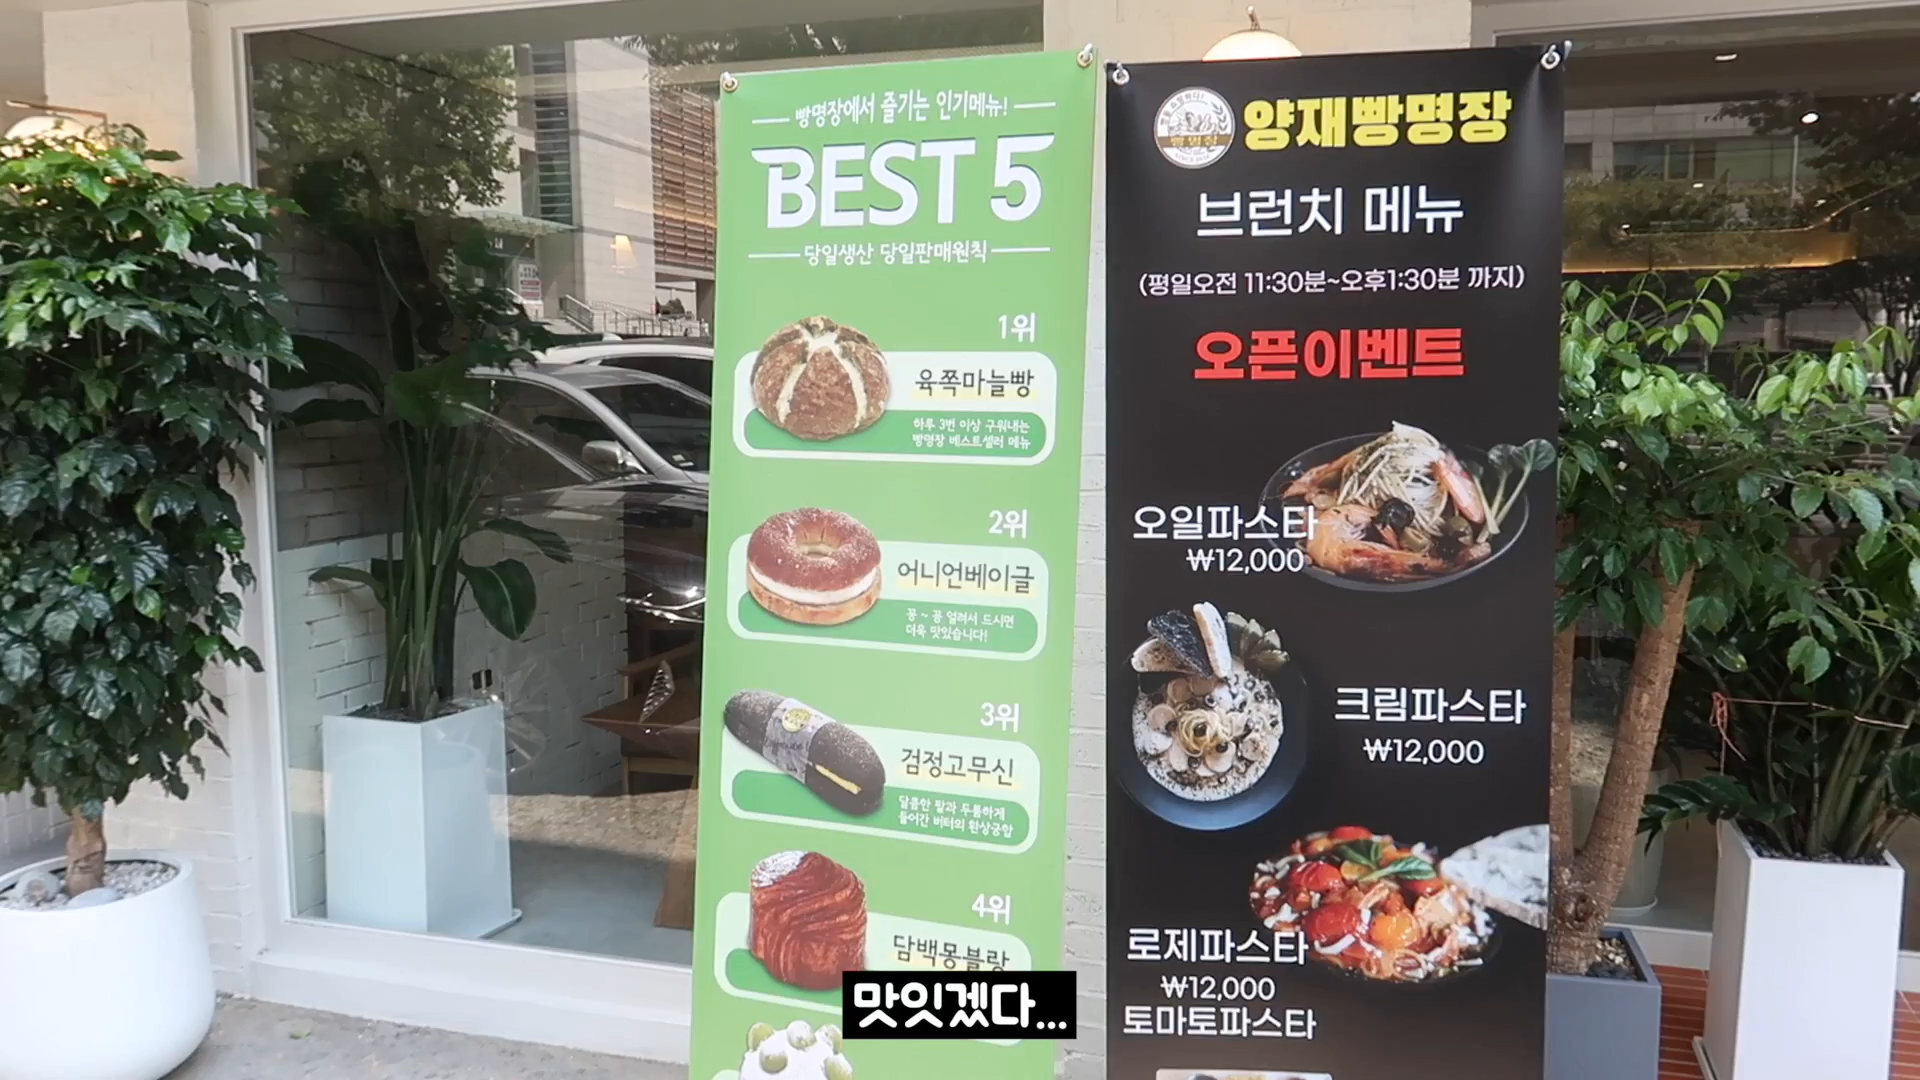 빵명장에서 즐기는 인기메뉴!
BEST 5
당일생산 당일판매원칙
1위
육쪽마늘빵
하루 3번 이상 구워내는
빵명장 베스트셀러 메뉴
2위
어니언베이글
꽁~꽁 얼려서 드시면
더욱 맛있습니다!
3위
검정고무신
달콤한 팥과 두툼하게
들어간 버터의 환상궁합
4위
담백몽블랑
양재빵명장
브런치 메뉴
(평일오전 11:30분~오후1:30분 까지)
오픈이벤트
오일파스타
₩12,000
크림파스타
₩12,000
로제파스타
₩12,000
토마토파스타
맛잇겠다...